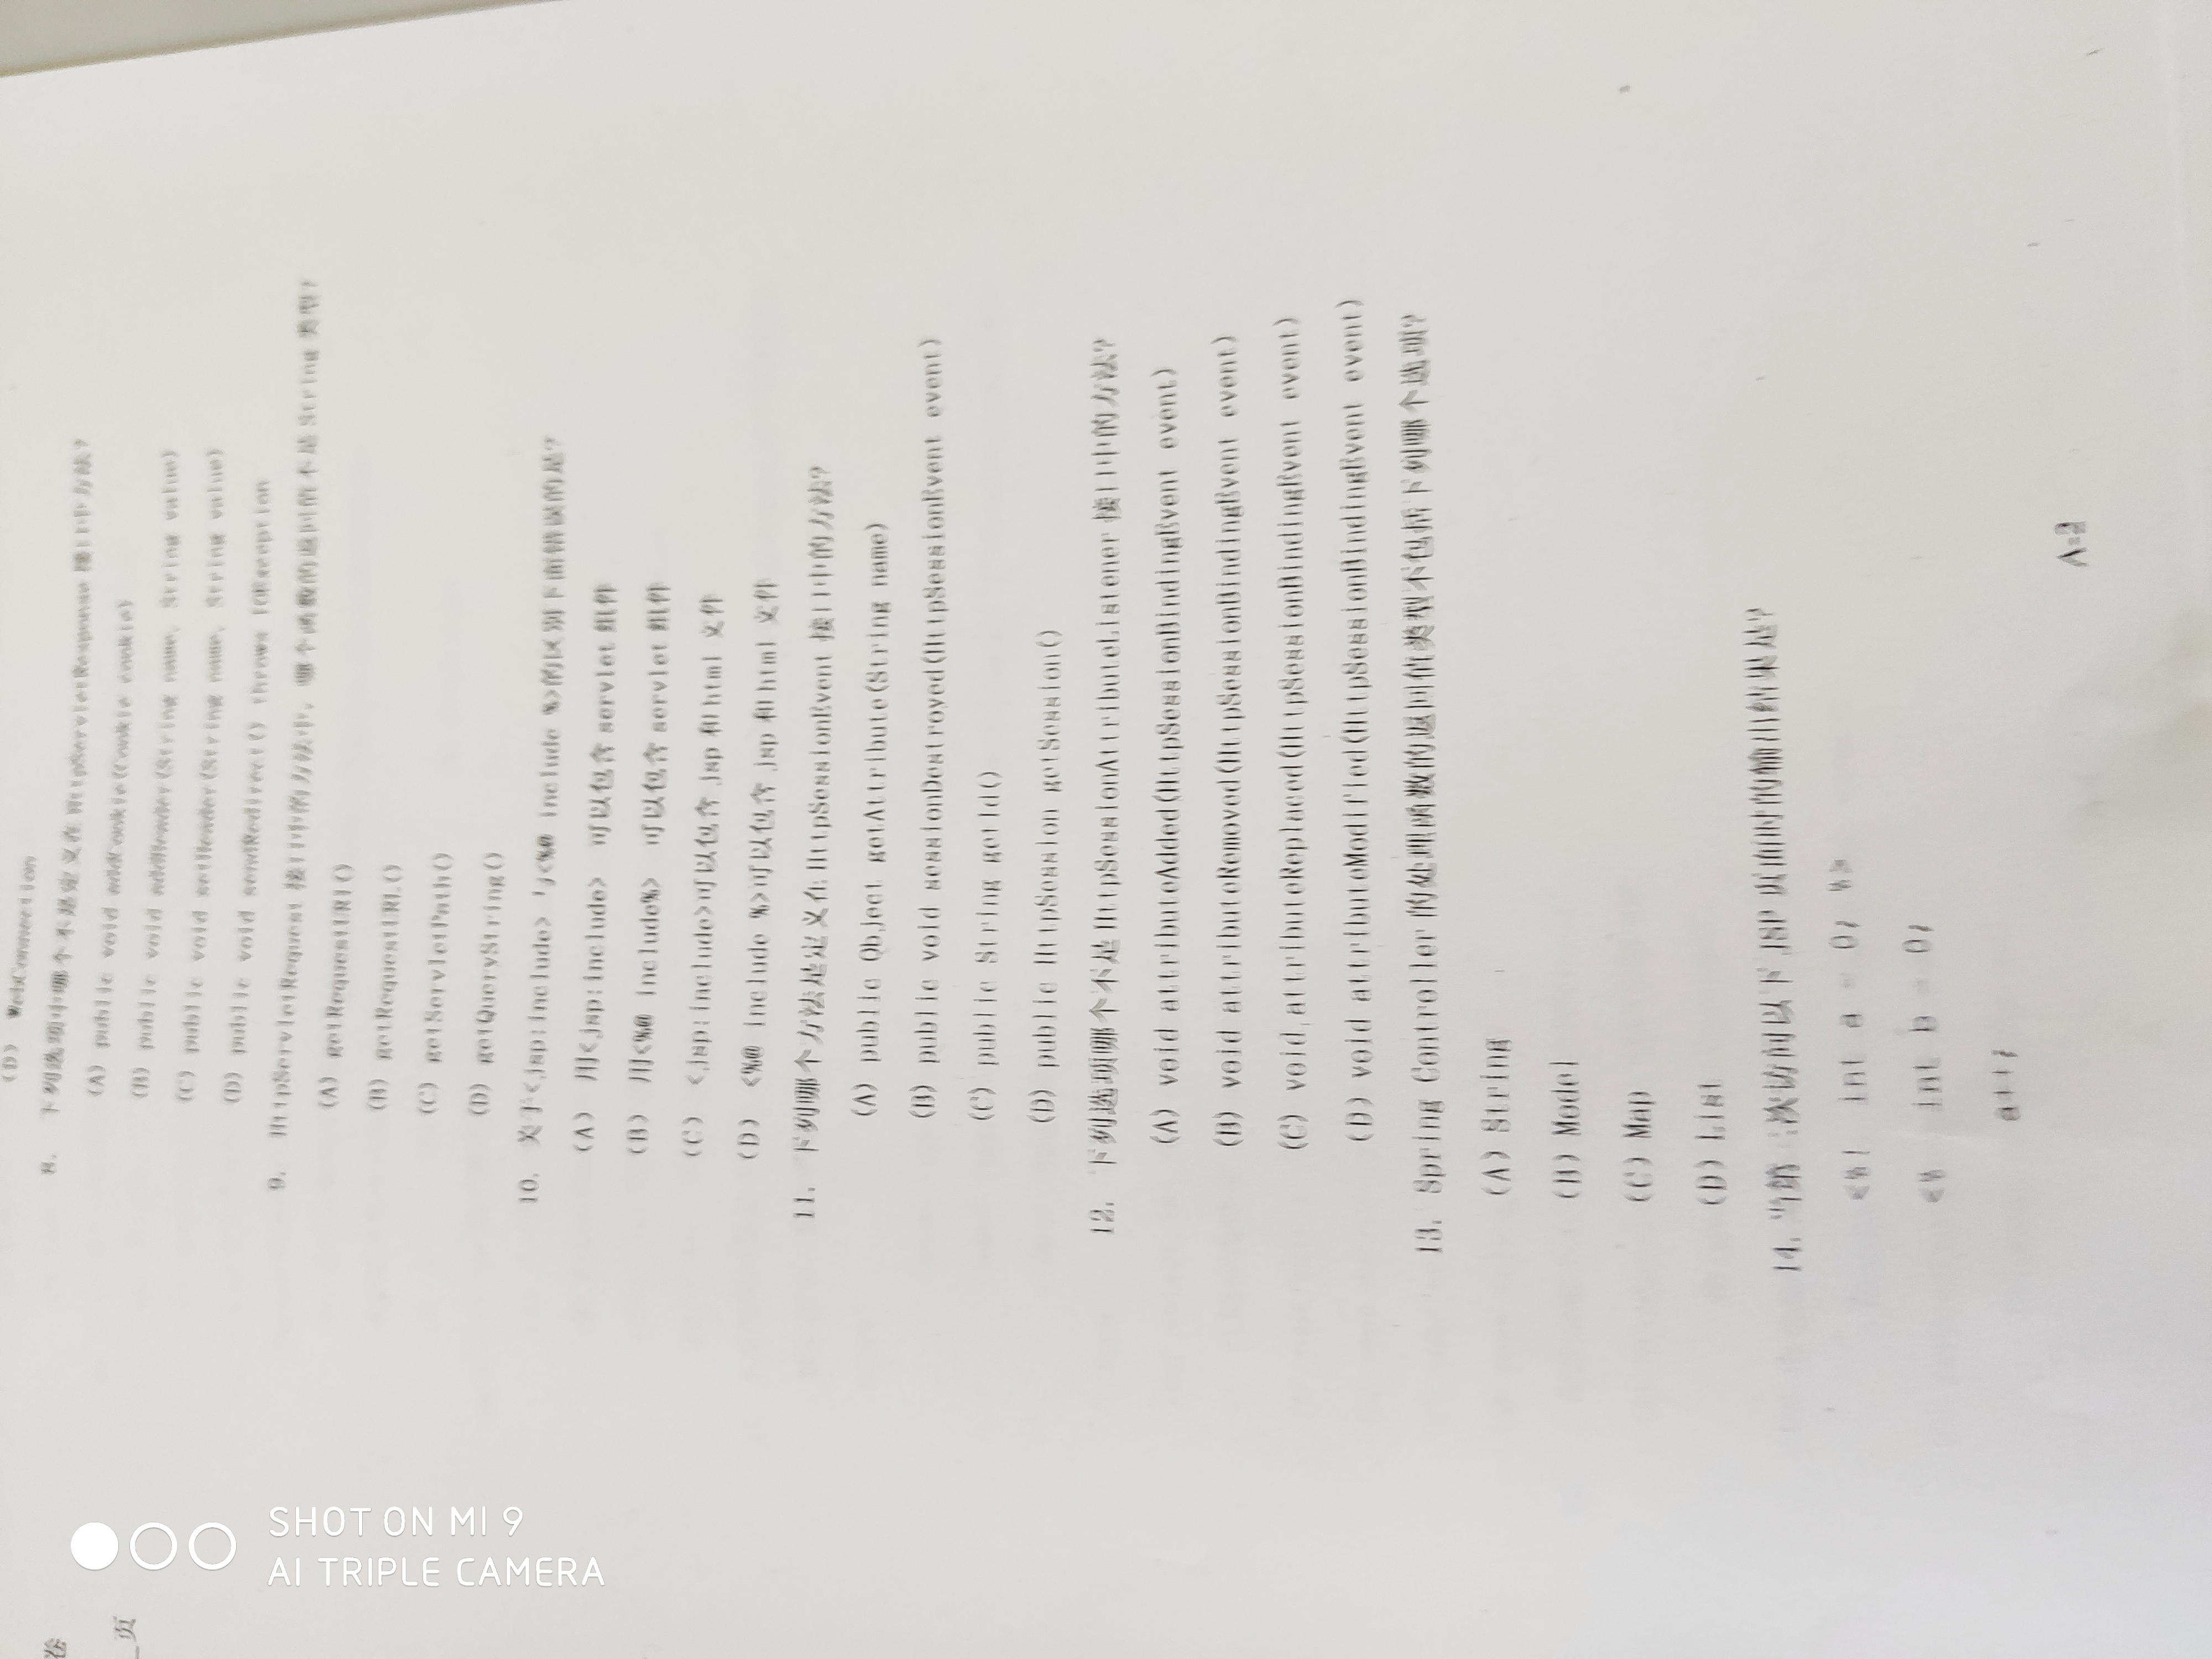 卷
页
SHOT ON MI 9
AI TRIPLE CAMERA
(D) WebConnection
8. 下列选项中哪个不是定义在 HttpServletResponse 接口中方法?
(A) public void addCookie(Cookie cookie)
(B) public void addHeader(String name, String value)
(C) public void setHeader(String name, String value)
(D) public void sendRedirect() throws IOException
9. HttpServletRequest 接口中的方法中，哪个函数的返回值不是 String 类型?
(A) getRequestURI()
(B) getRequestURL()
(C) getServletPath()
(D) getQueryString()
10. 关于<jsp:include> 与<%@ include %>的区别下面错误的是?
(A) 用<jsp:include> 可以包含 servlet 组件
(B) 用<%@ include%> 可以包含 servlet 组件
(C) <jsp:include>可以包含 jsp 和 html 文件
(D) <%@ include %>可以包含 jsp 和 html 文件
11. 下列哪个方法是定义在 HttpSessionEvent 接口中的方法?
(A) public Object getAttribute(String name)
(B) public void sessionDestroyed(HttpSessionEvent event)
(C) public String getId()
(D) public HttpSession getSession()
12. 下列选项哪个不是 HttpSessionAttributeListener 接口中的方法?
(A) void attributeAdded(HttpSessionBindingEvent event)
(B) void attributeRemoved(HttpSessionBindingEvent event)
(C) void attributeReplaced(HttpSessionBindingEvent event)
(D) void attributeModified(HttpSessionBindingEvent event)
13. Spring Controller 的处理函数的返回值类型不包括下列哪个选项?
(A) String
(B) Model
(C) Map
(D) List
14. 当第 次访问以下 JSP 页面时的输出结果是?
<%! int a = 0; %>
<% int b = 0;
a++;